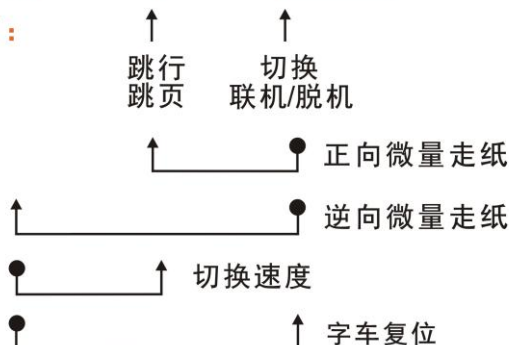 :
跳行 切换
跳页 联机/脱机
正向微量走纸
逆向微量走纸
切换速度
字车复位